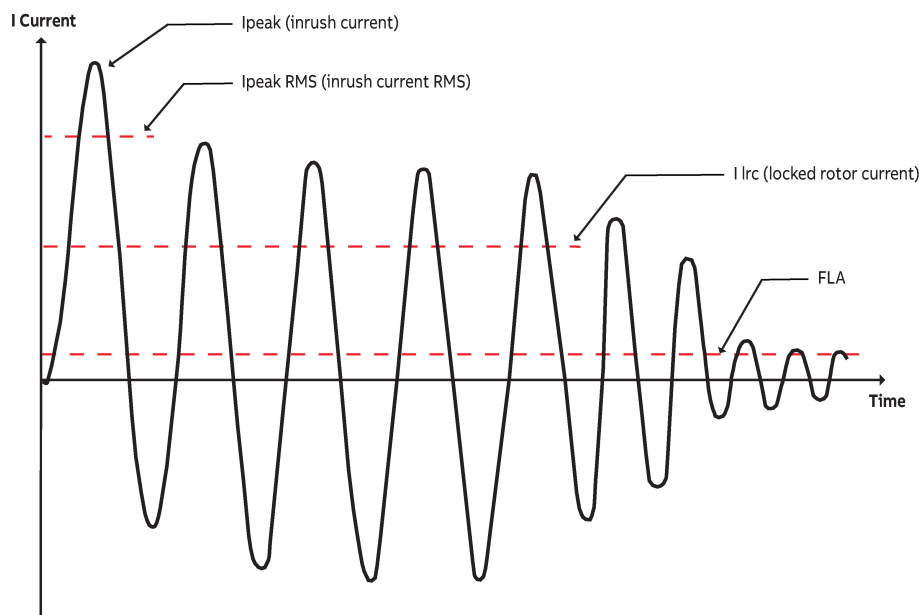 I Current
Ipeak (inrush current)
Ipeak RMS (inrush current RMS)
I lrc (locked rotor current)
FLA
Time